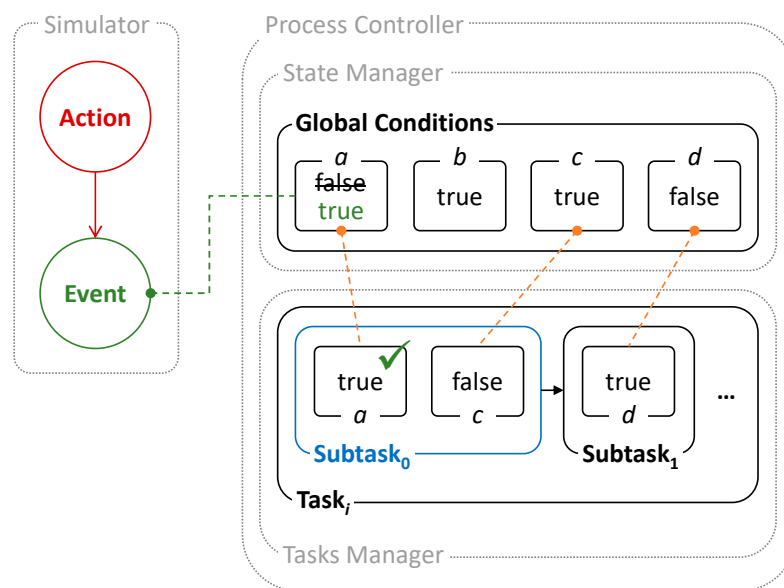 Simulator
Action
Event
Process Controller
State Manager
Global Conditions
a b c d
false
true true true false
true false true ...
a c d
Subtask0 Subtask1
Taski
Tasks Manager